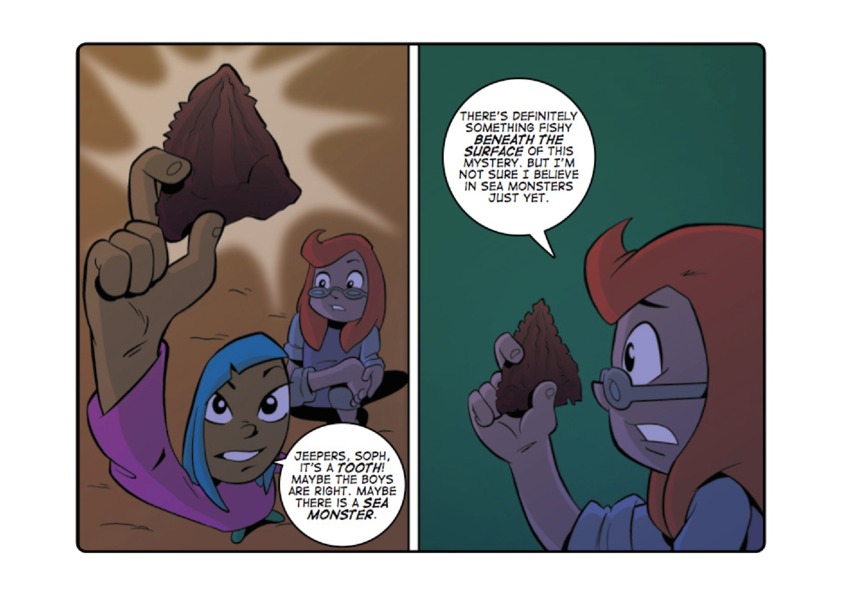 JEEPERS, SOPH,
IT'S A TOOTH!
MAYBE THE BOYS
ARE RIGHT. MAYBE
THERE IS A SEA
MONSTER.
THERE'S DEFINITELY
SOMETHING FISHY
BENEATH THE
SURFACE OF THIS
MYSTERY. BUT I'M
NOT SURE I BELIEVE
IN SEA MONSTERS
JUST YET.